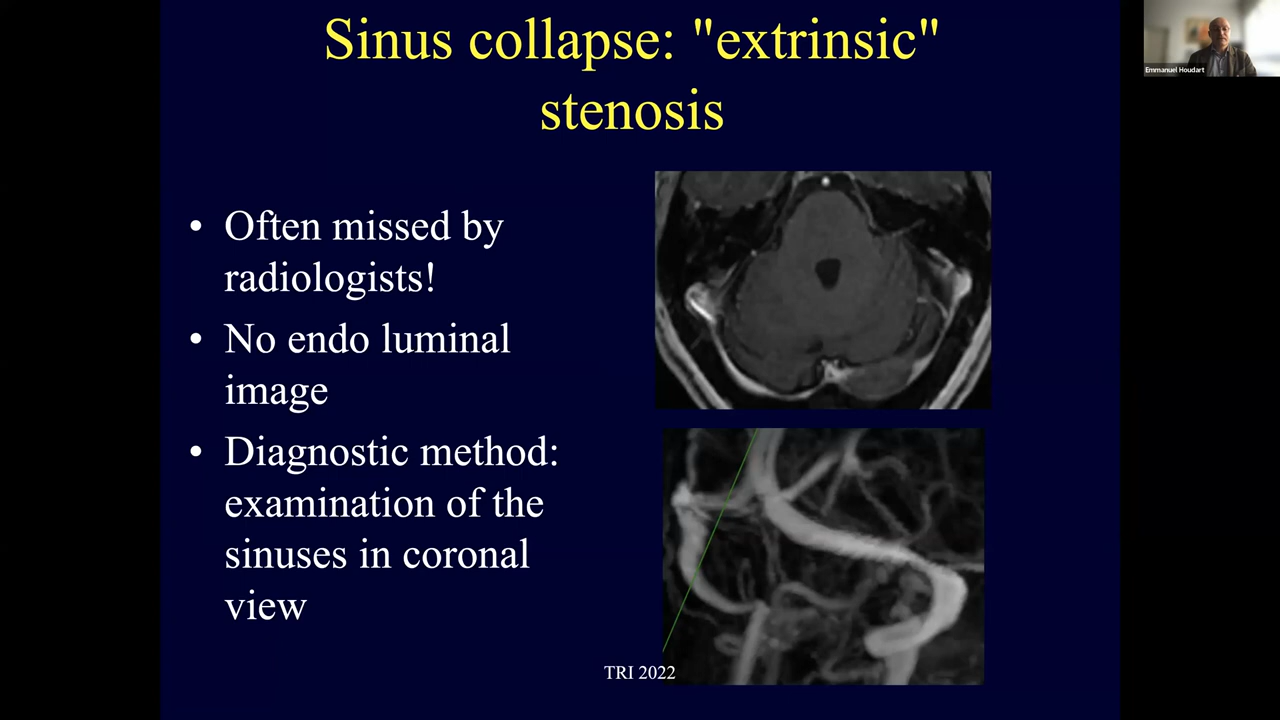 Sinus collapse: "extrinsic"
stenosis
Emmanuel Houdart
• Often missed by
radiologists!
• No endo luminal
image
• Diagnostic method:
examination of the
sinuses in coronal
view
TRI 2022